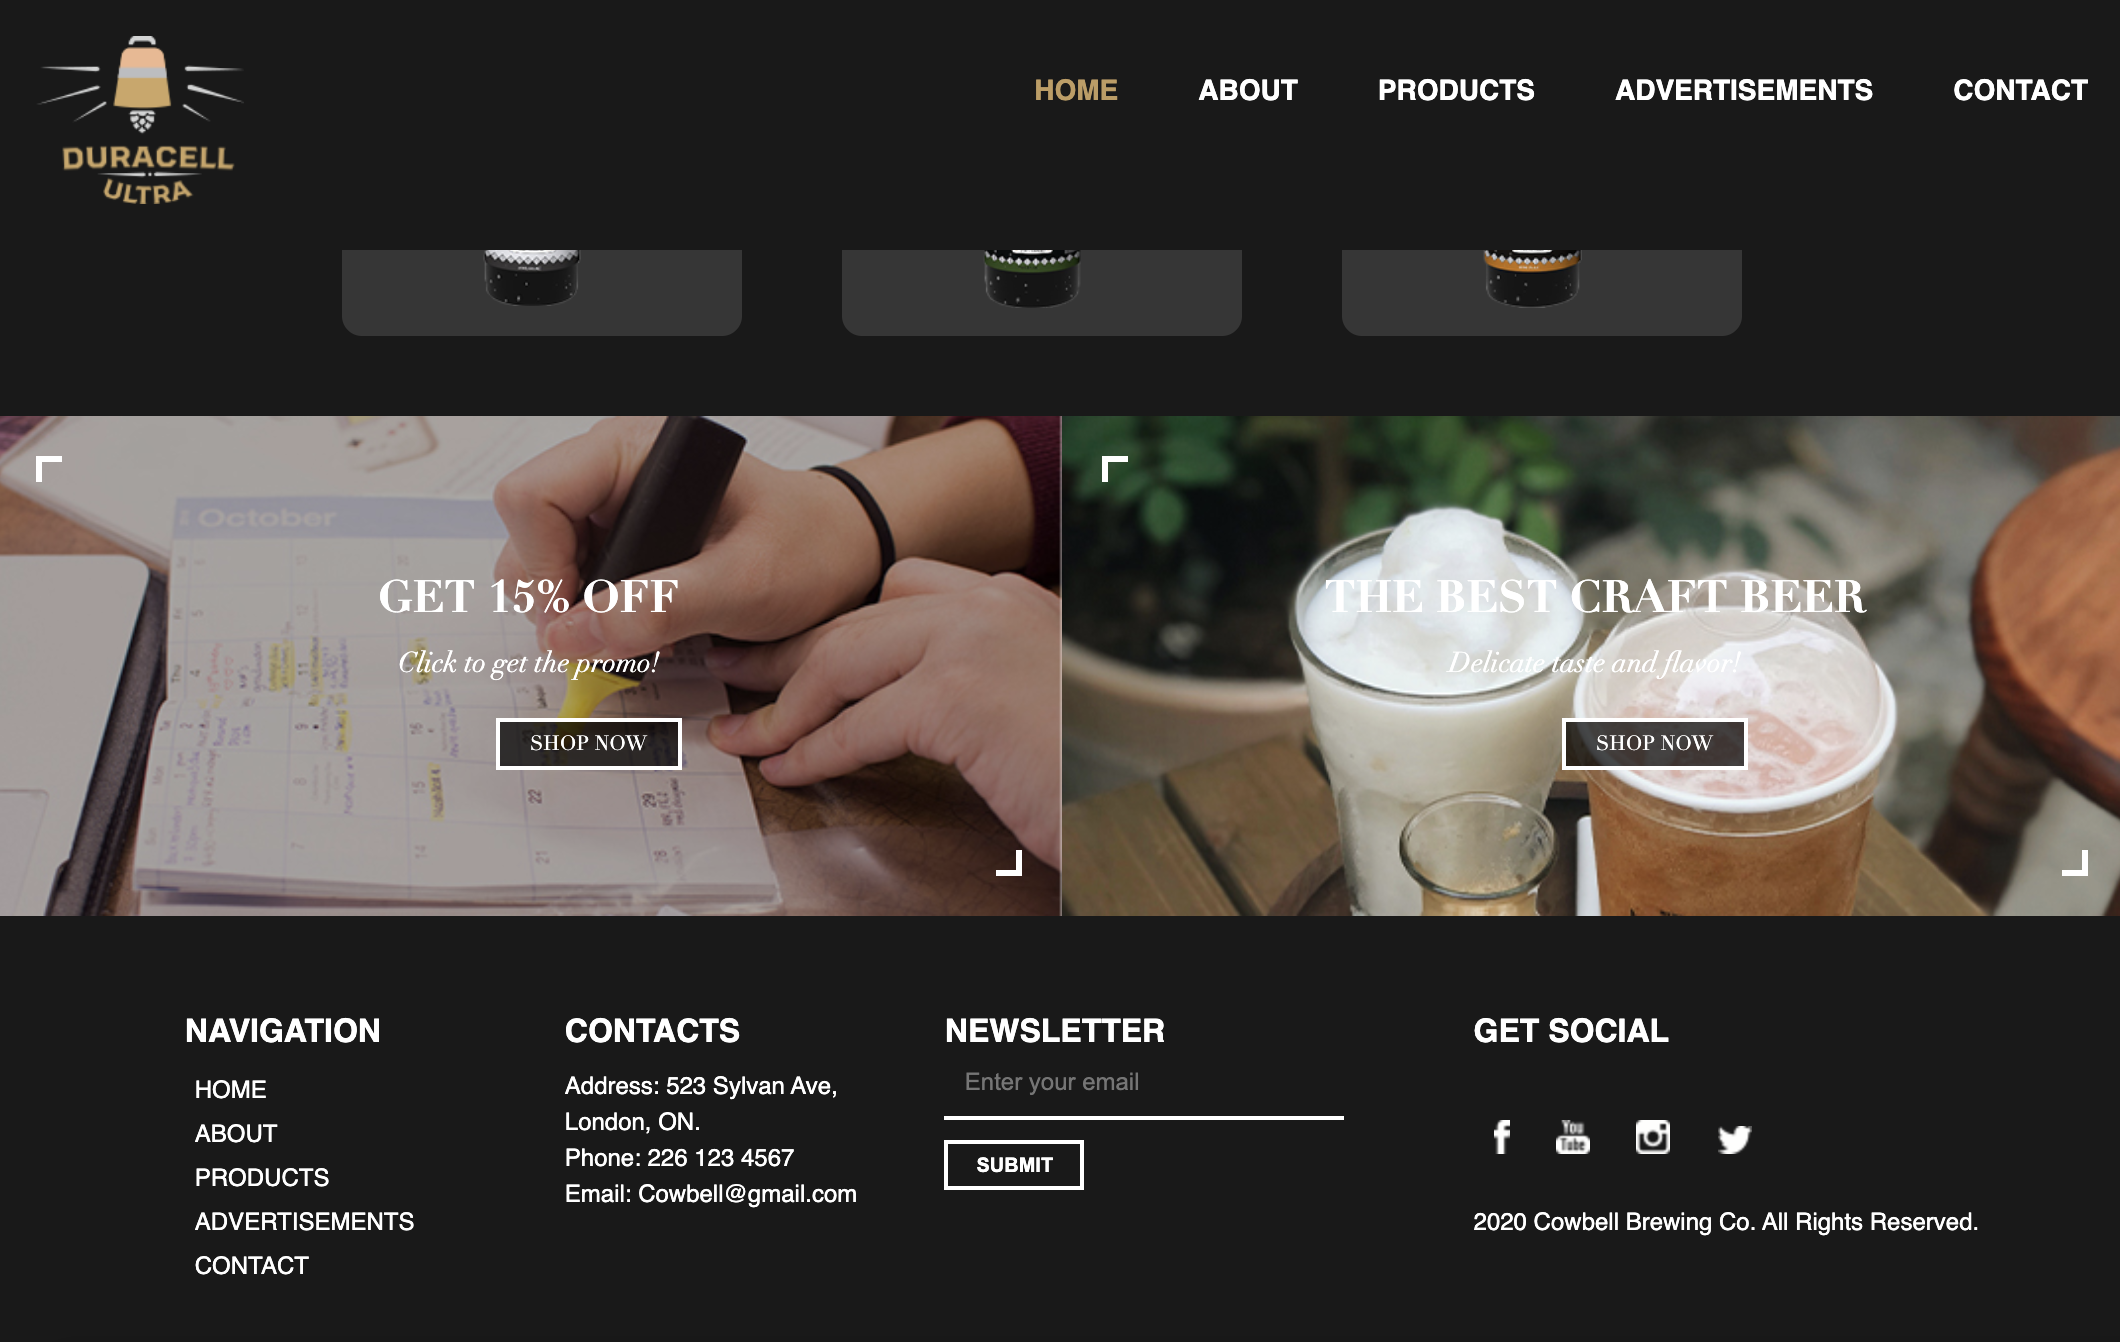 DURACELL
ULTRA
HOME
ABOUT
PRODUCTS
ADVERTISEMENTS
CONTACT
October
GET 15% OFF
Click to get the promo!
SHOP NOW
THE BEST CRAFT BEER
Delicate taste and flavor!
SHOP NOW
NAVIGATION
HOME
ABOUT
PRODUCTS
ADVERTISEMENTS
CONTACT
CONTACTS
Address: 523 Sylvan Ave,
London, ON.
Phone: 226 123 4567
Email: Cowbell@gmail.com
NEWSLETTER
Enter your email
SUBMIT
GET SOCIAL
You
Tube
2020 Cowbell Brewing Co. All Rights Reserved.